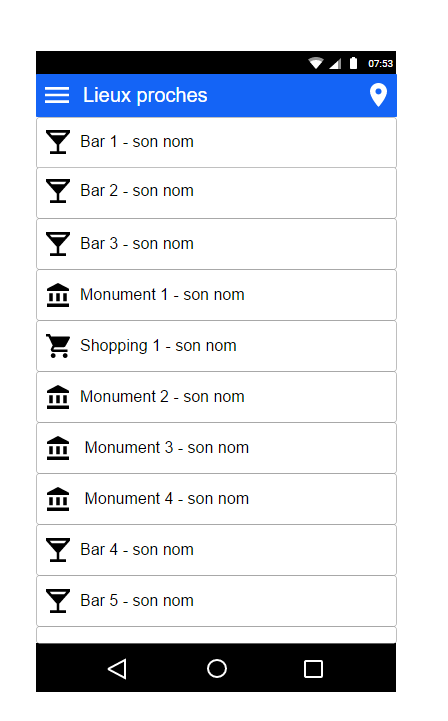 07:53
Lieux proches
Bar 1 - son nom
Bar 2 - son nom
Bar 3 - son nom
Monument 1 - son nom
Shopping 1 - son nom
Monument 2 - son nom
Monument 3 - son nom
Monument 4 - son nom
Bar 4 - son nom
Bar 5 - son nom